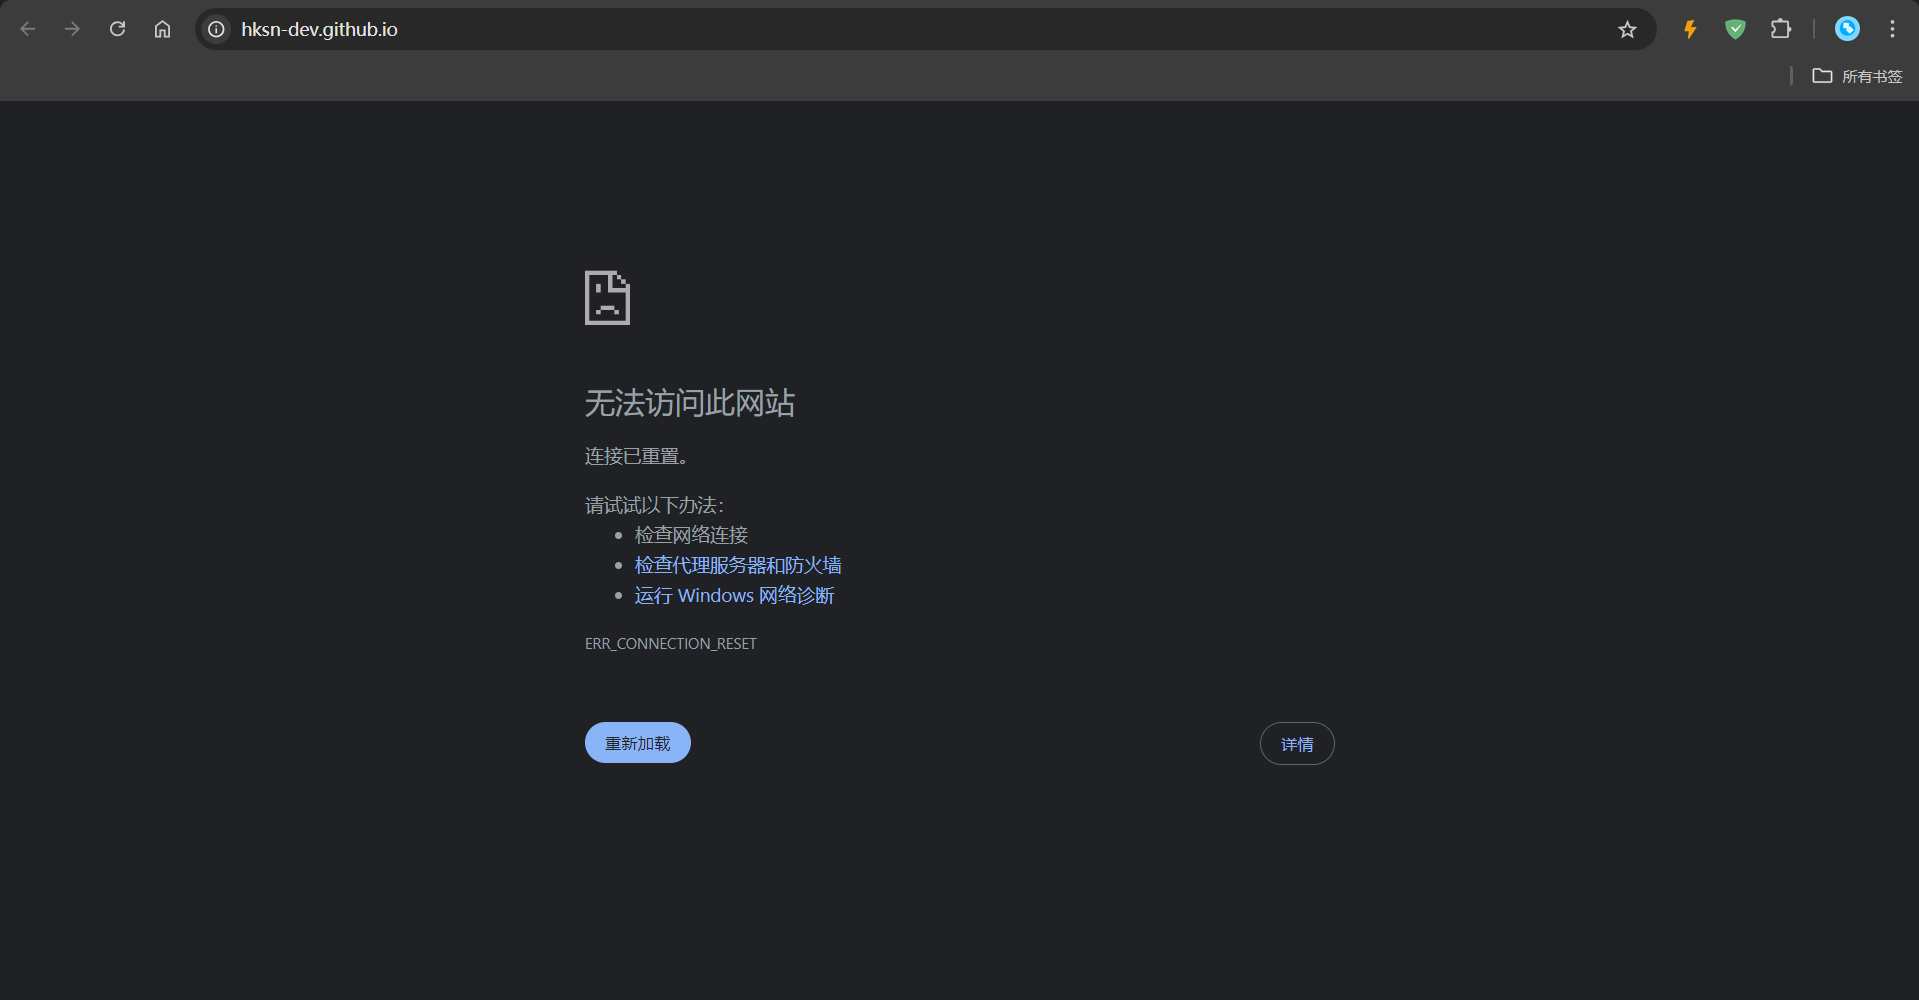 hksn-dev.github.io
所有书签
无法访问此网站
连接已重置。
请试试以下办法：
检查网络连接
检查代理服务器和防火墙
运行 Windows 网络诊断
ERR_CONNECTION_RESET
重新加载
详情